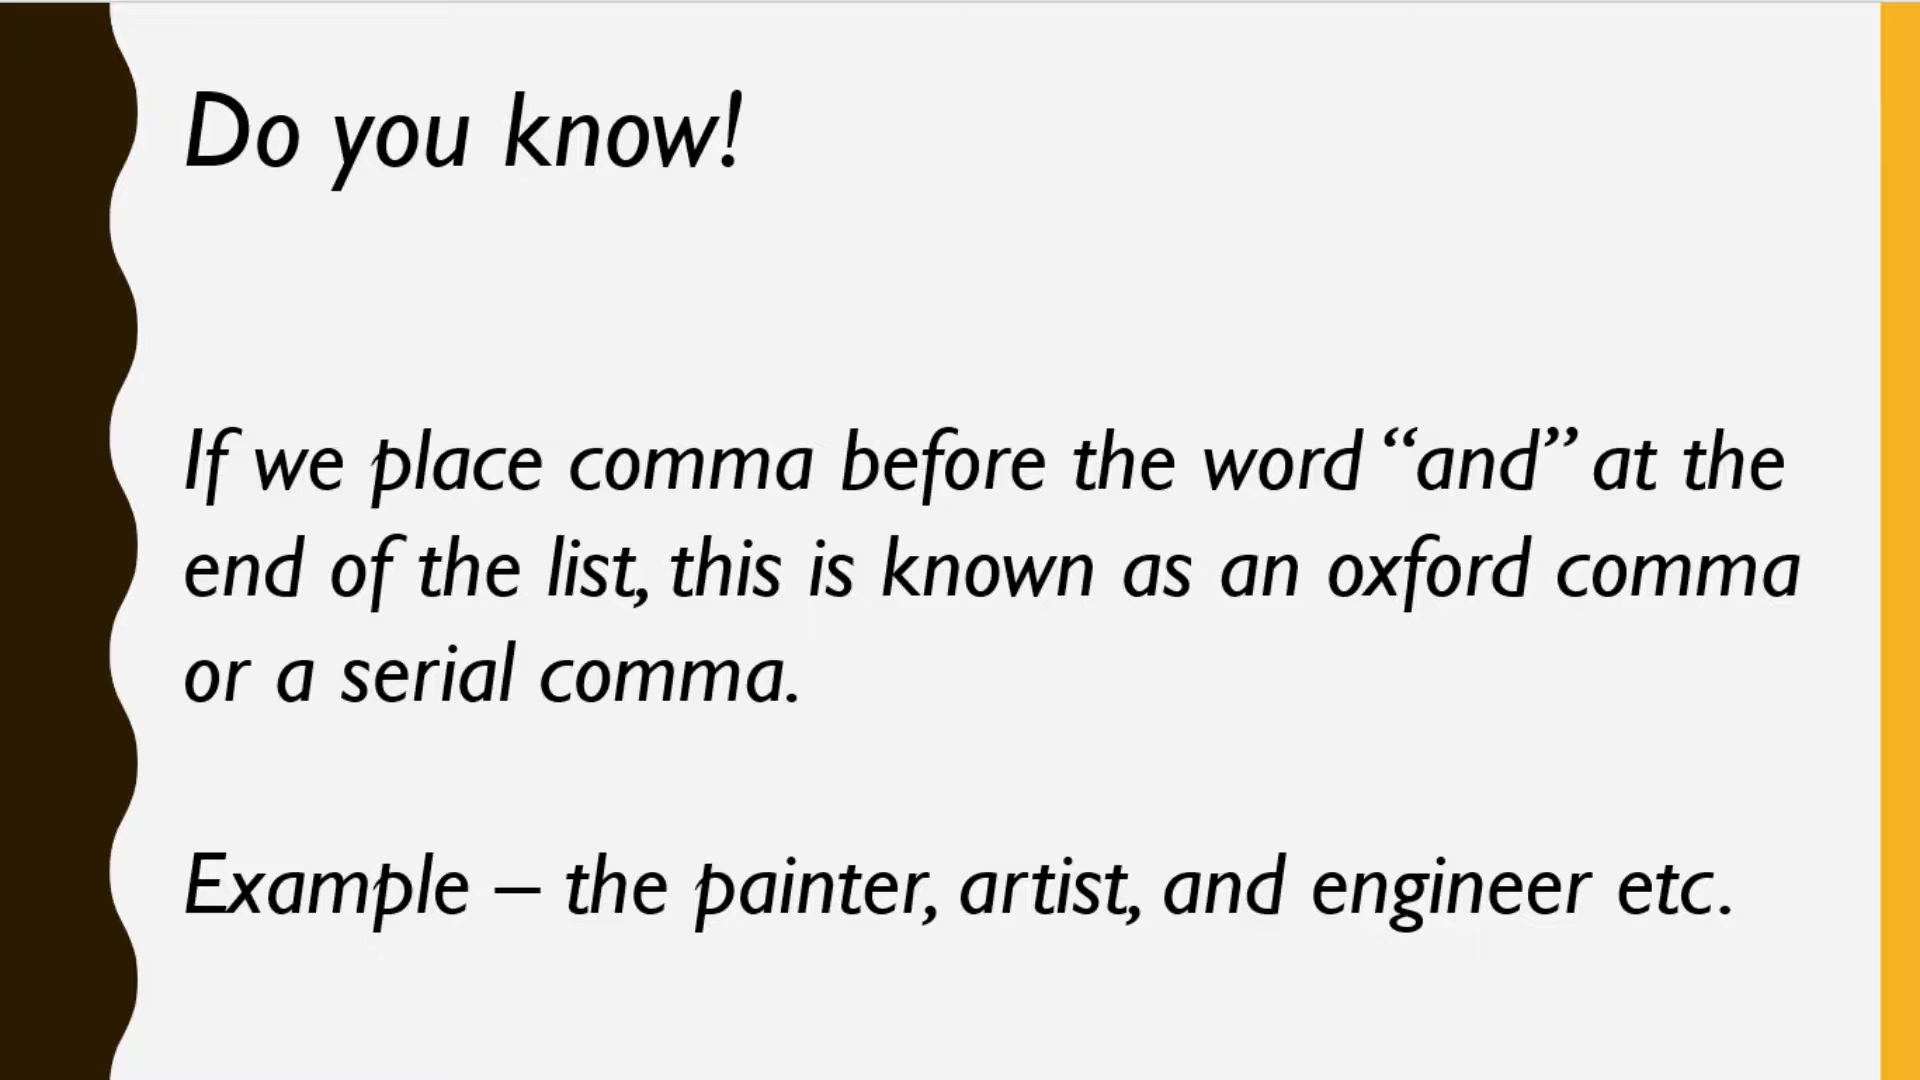 Do you know!
If we place comma before the word “and” at the
end of the list, this is known as an oxford comma
or a serial comma.
Example – the painter, artist, and engineer etc.